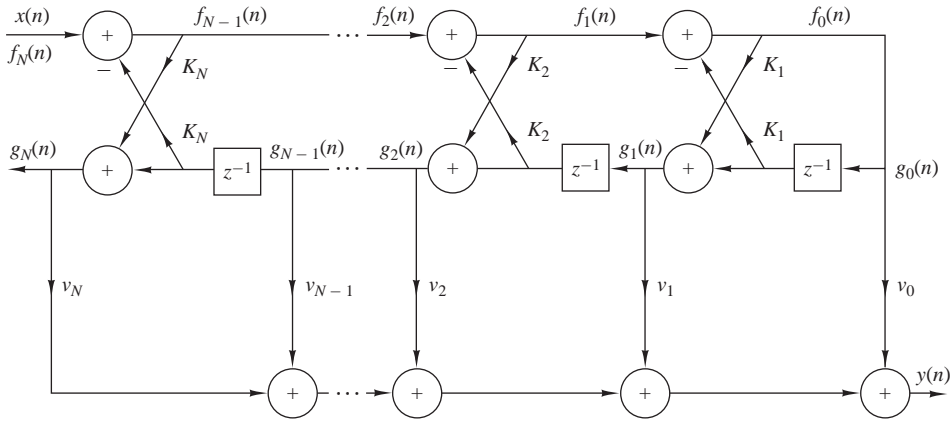 x(n) f_{N−1}(n) ... f_2(n) f_1(n) f_0(n)
+ + +
f_N(n)
− − −
K_N K_2 K_1
K_N K_2 K_1
g_N(n) + z^{−1} g_{N−1}(n) ... g_2(n) + z^{−1} g_1(n) + z^{−1} g_0(n)
v_N v_{N−1} v_2 v_1 v_0
+ ... + + + y(n)